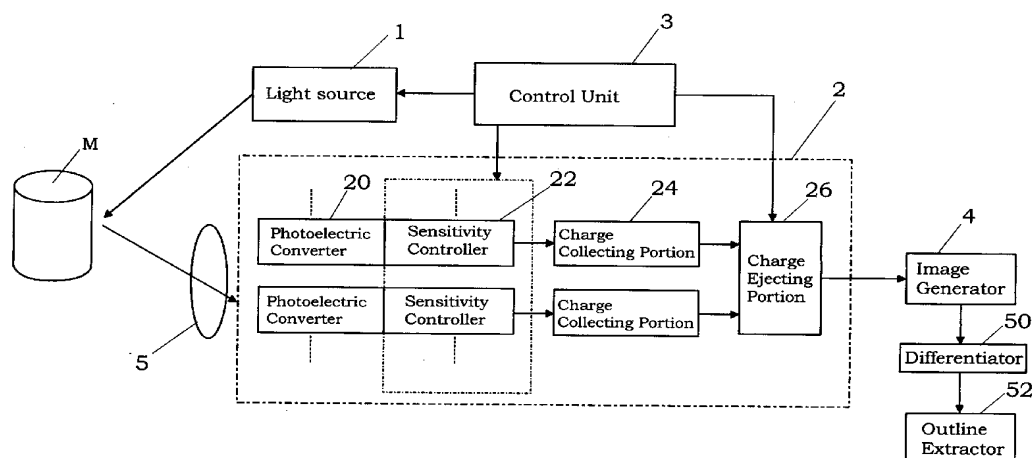 1
3
Light source
Control Unit
2
M
20
22
24
26
Photoelectric
Converter
Sensitivity
Controller
Charge
Collecting Portion
Charge
Ejecting
Portion
4
Image
Generator
Photoelectric
Converter
Sensitivity
Controller
Charge
Collecting Portion
5
50
Differentiator
52
Outline
Extractor